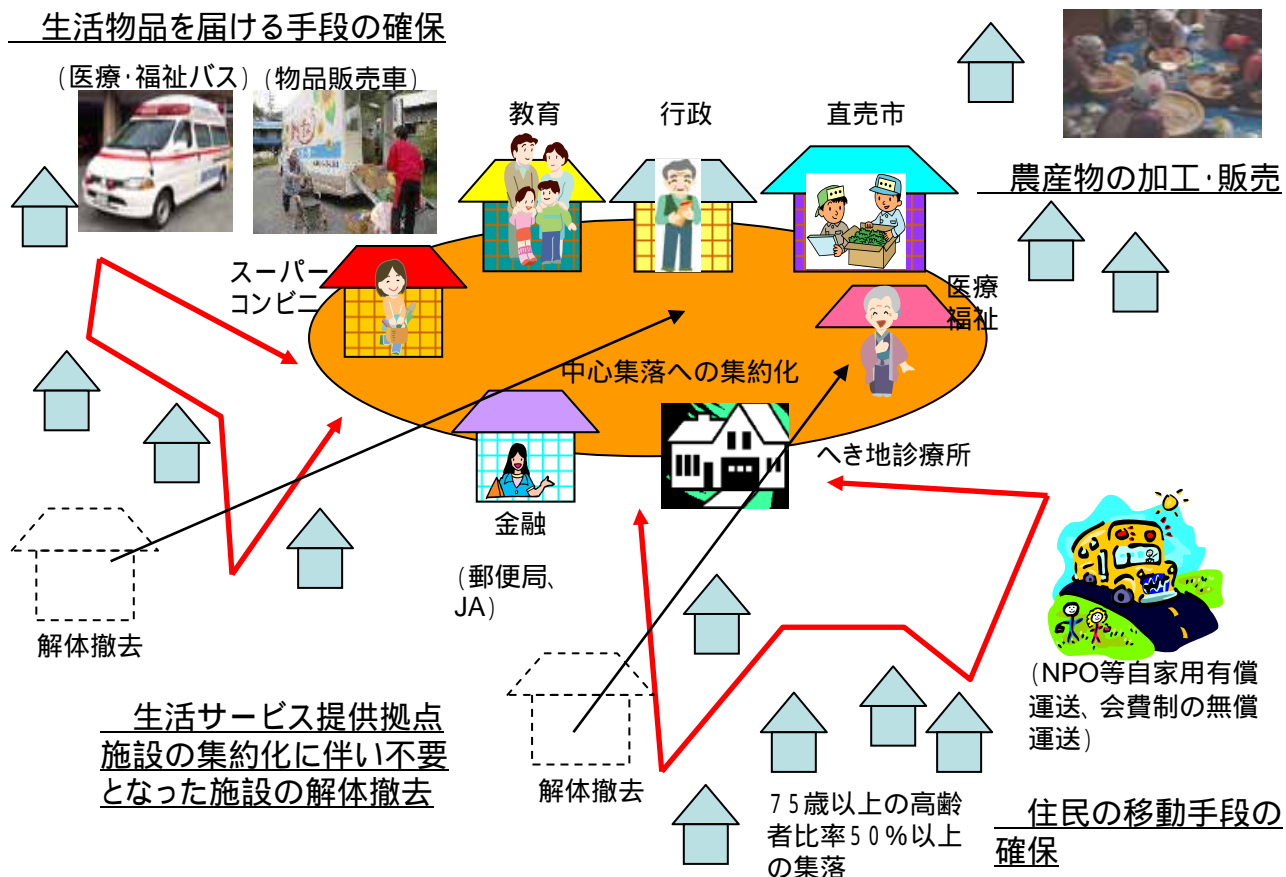 生活物品を届ける手段の確保
(医療・福祉バス)
(物品販売車)
教育
行政
直売市
農産物の加工・販売
スーパー
コンビニ
医療
福祉
中心集落への集約化
へき地診療所
金融
(郵便局、
JA)
解体撤去
(NPO等自家用有償
運送、会費制の無償
運送)
生活サービス提供拠点
施設の集約化に伴い不要
となった施設の解体撤去
解体撤去
75歳以上の高齢
者比率50%以上
の集落
住民の移動手段の
確保